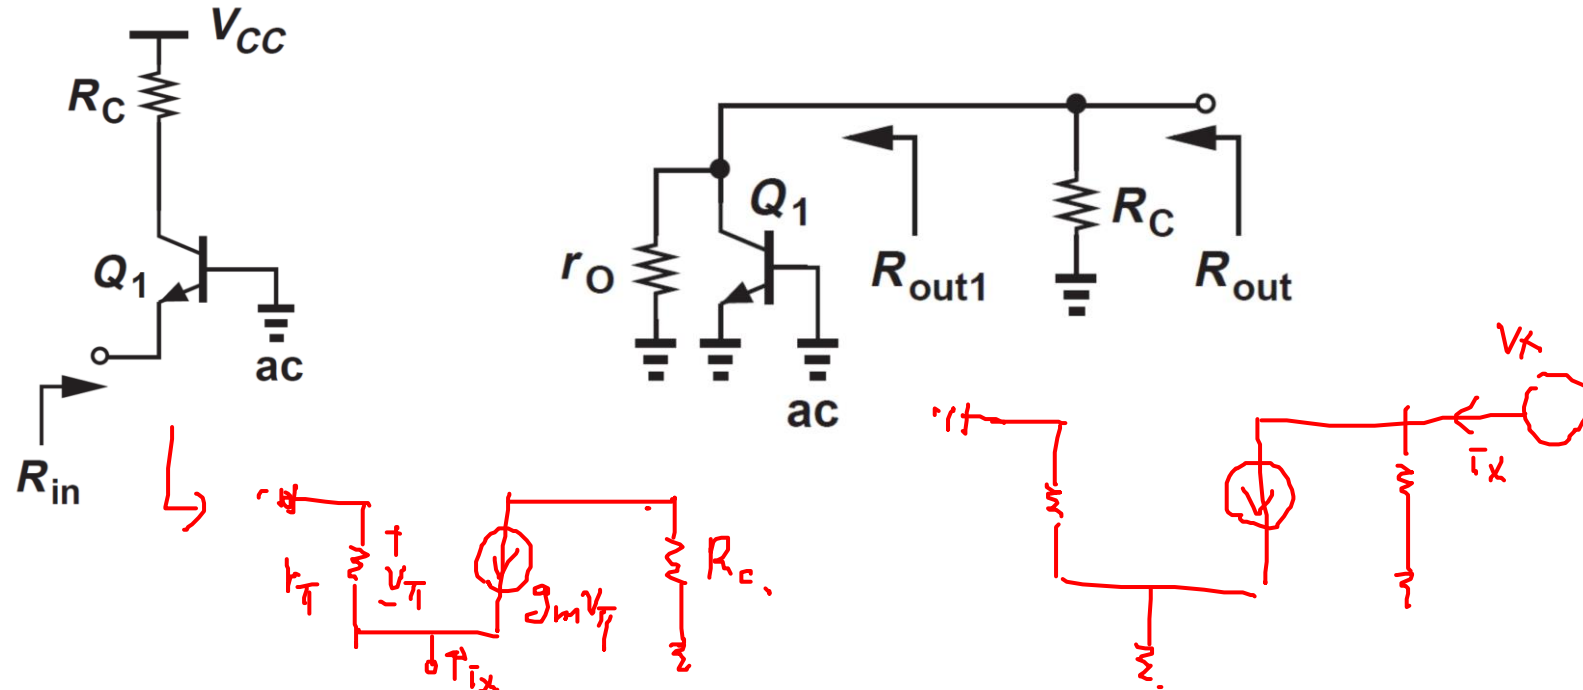 VCC
RC
Q1
ac
Rin
rO
Q1
Rout1
RC
Rout
ac
Vx
ix
rπ
+
Vπ
-
gmVπ
Rc.
ix